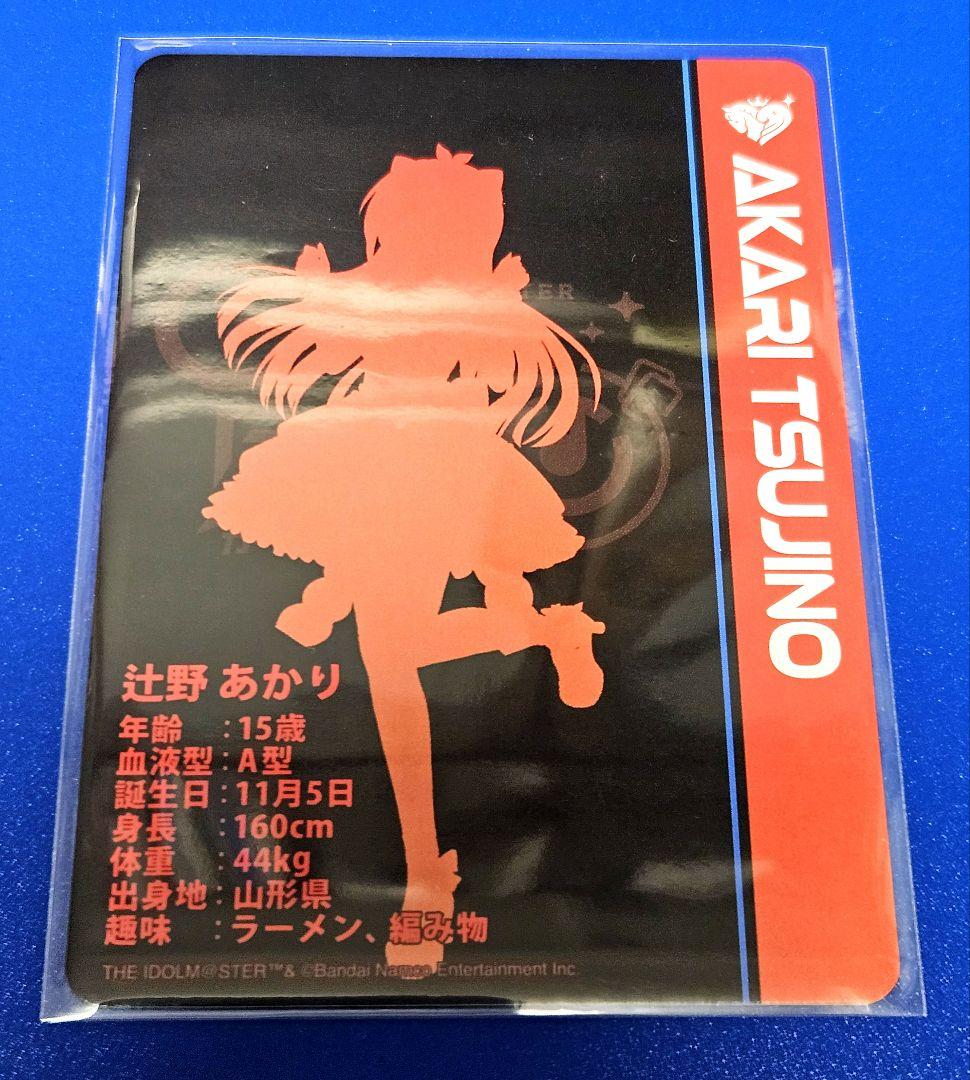 AKARI TSUJINO
辻野 あかり
年齢 : 15歳
血液型 : A型
誕生日 : 11月5日
身長 : 160cm
体重 : 44kg
出身地 : 山形県
趣味 : ラーメン、編み物
THE IDOLM@STER™& ©Bandai Namco Entertainment Inc.